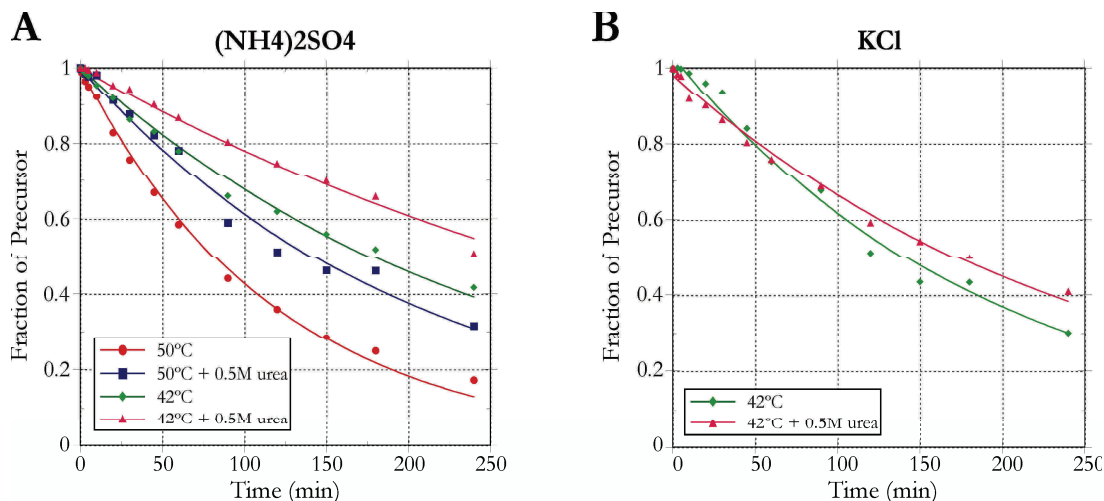 A
(NH4)2SO4
Fraction of Precursor
1
0.8
0.6
0.4
0.2
0
50ºC
50ºC + 0.5M urea
42ºC
42ºC + 0.5M urea
0 50 100 150 200 250
Time (min)
B
KCl
Fraction of Precursor
1
0.8
0.6
0.4
0.2
0
42ºC
42ºC + 0.5M urea
0 50 100 150 200 250
Time (min)